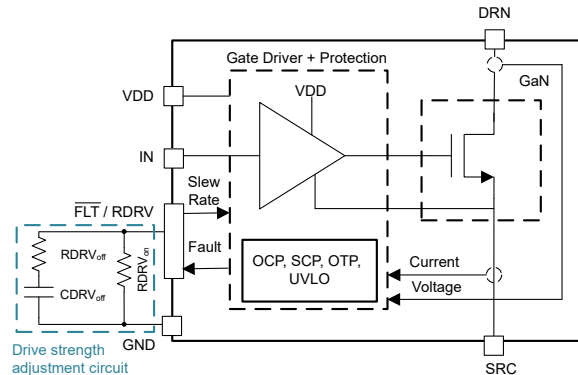 DRN
Gate Driver + Protection
GaN
VDD
VDD
IN
Slew
Rate
FLT / RDRV
Fault
RDRVoff
RDRVon
CDRVoff
OCP, SCP, OTP,
UVLO
Current
Voltage
GND
SRC
Drive strength
adjustment circuit